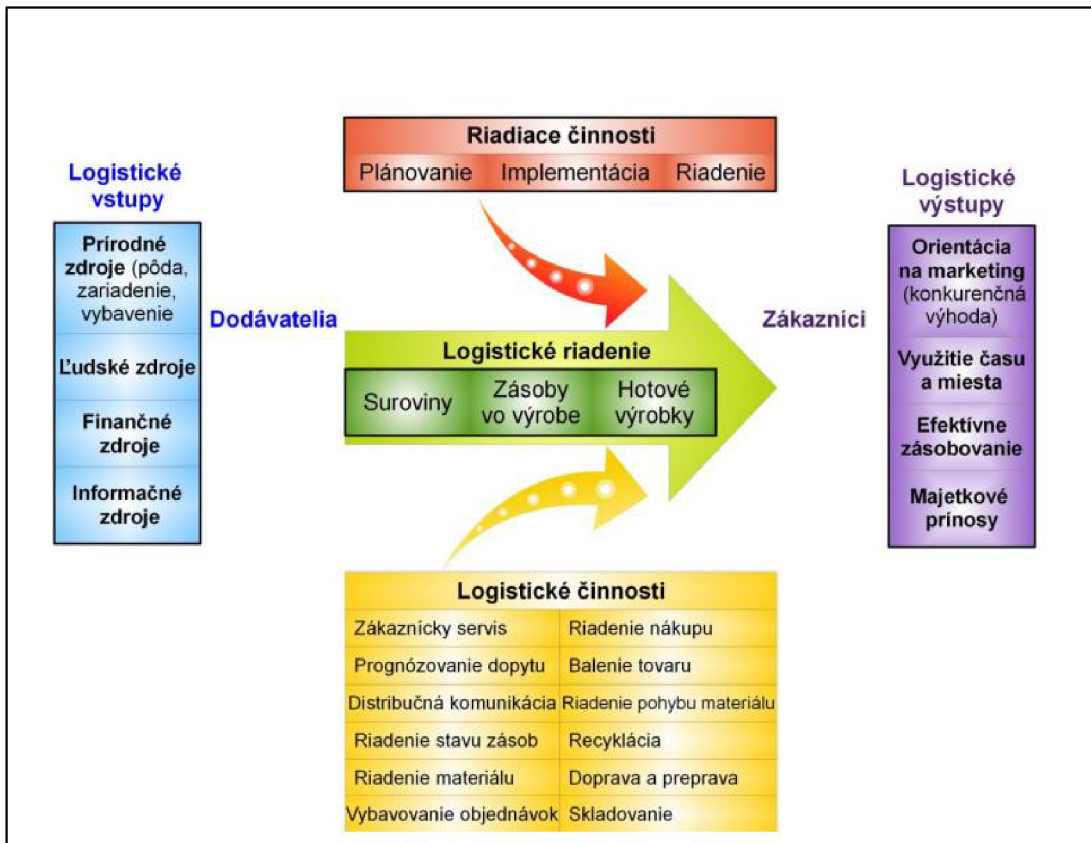 Riadiace činnosti
Plánovanie Implementácia Riadenie
Logistické
vstupy
Prírodné
zdroje (pôda,
zariadenie,
vybavenie
Ľudské zdroje
Finančné
zdroje
Informačné
zdroje
Dodávatelia
Logistické riadenie
Suroviny
Zásoby
vo výrobe
Hotové
výrobky
Zákazníci
Logistické
výstupy
Orientácia
na marketing
(konkurenčná
výhoda)
Využitie času
a miesta
Efektívne
zásobovanie
Majetkové
prínosy
Logistické činnosti
Zákaznícky servis Riadenie nákupu
Prognózovanie dopytu Balenie tovaru
Distribučná komunikácia Riadenie pohybu materiálu
Riadenie stavu zásob Recyklácia
Riadenie materiálu Doprava a preprava
Vybavovanie objednávok Skladovanie